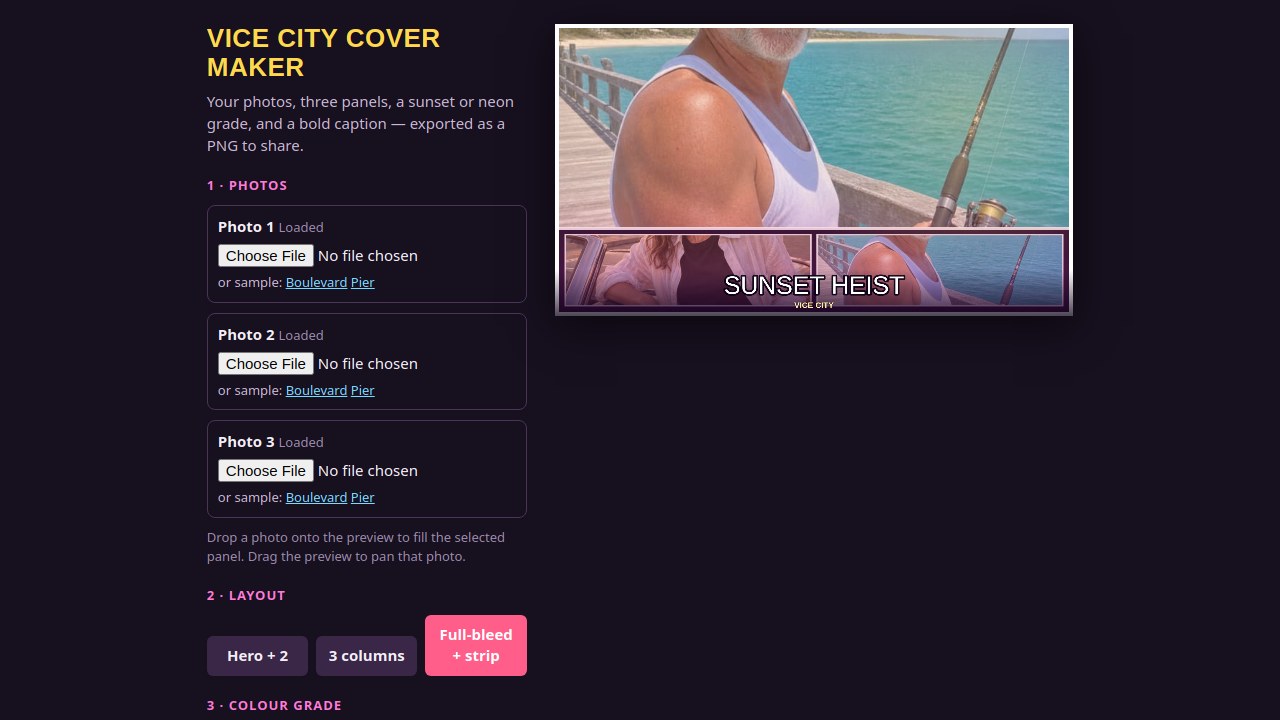 VICE CITY COVER
MAKER
Your photos, three panels, a sunset or neon
grade, and a bold caption — exported as a
PNG to share.
1 · PHOTOS
Photo 1 Loaded
Choose File No file chosen
or sample: Boulevard Pier
Photo 2 Loaded
Choose File No file chosen
or sample: Boulevard Pier
Photo 3 Loaded
Choose File No file chosen
or sample: Boulevard Pier
Drop a photo onto the preview to fill the selected
panel. Drag the preview to pan that photo.
2 · LAYOUT
Hero + 2
3 columns
Full-bleed
+ strip
3 · COLOUR GRADE
SUNSET HEIST
VICE CITY